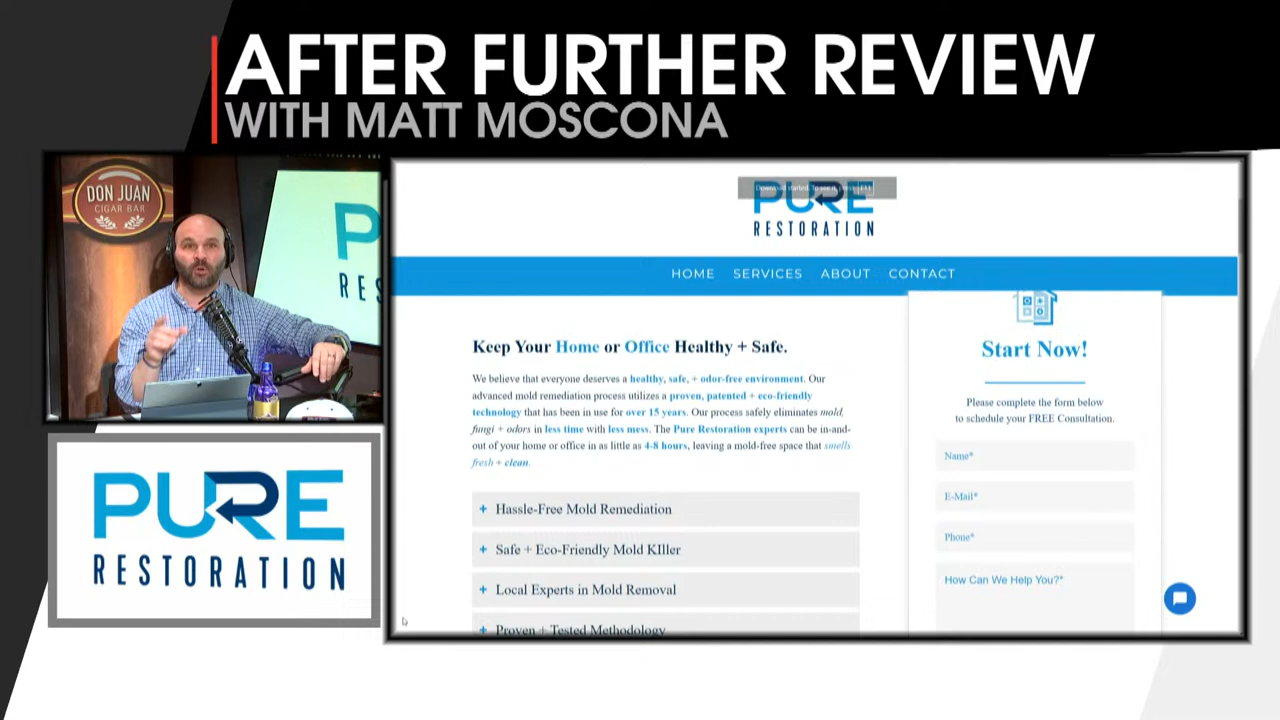 AFTER FURTHER REVIEW
WITH MATT MOSCONA
DON JUAN
CIGAR BAR
P
RES
PURE
RESTORATION
Download started. To see it, press
PURE
RESTORATION
HOME SERVICES ABOUT CONTACT
Keep Your Home or Office Healthy + Safe.
We believe that everyone deserves a healthy, safe, + odor-free environment. Our
advanced mold remediation process utilizes a proven, patented + eco-friendly
technology that has been in use for over 15 years. Our process safely eliminates mold,
fungi + odors in less time with less mess. The Pure Restoration experts can be in-and-
out of your home or office in as little as 4-8 hours, leaving a mold-free space that smells
fresh + clean.
+ Hassle-Free Mold Remediation
+ Safe + Eco-Friendly Mold KIller
+ Local Experts in Mold Removal
+ Proven + Tested Methodology
Start Now!
Please complete the form below
to schedule your FREE Consultation.
Name*
E-Mail*
Phone*
How Can We Help You?*